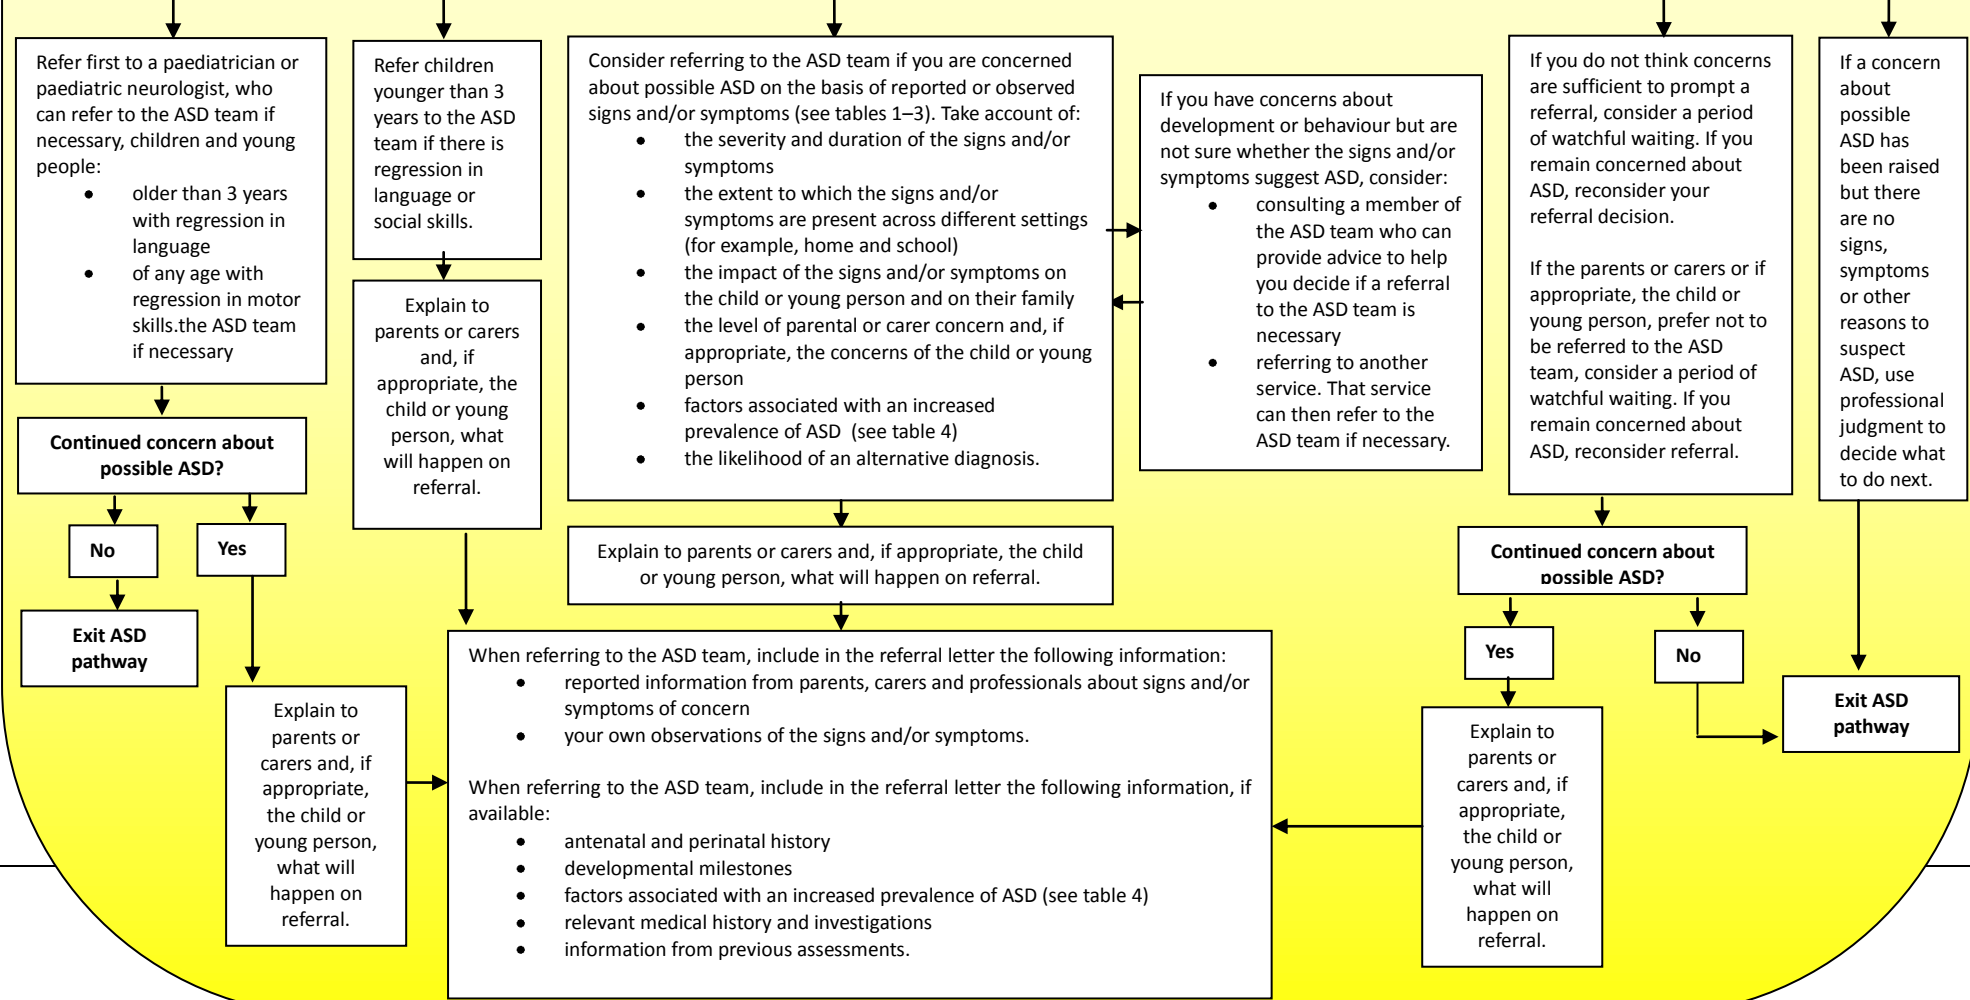 Refer first to a paediatrician or
paediatric neurologist, who
can refer to the ASD team if
necessary, children and young
people:
• older than 3 years
with regression in
language
• of any age with
regression in motor
skills.the ASD team
if necessary
Continued concern about
possible ASD?
No
Yes
Exit ASD
pathway
Explain to
parents or
carers and, if
appropriate,
the child or
young person,
what will
happen on
referral.
Refer children
younger than 3
years to the ASD
team if there is
regression in
language or
social skills.
Explain to
parents or carers
and, if
appropriate, the
child or young
person, what
will happen on
referral.
Consider referring to the ASD team if you are concerned
about possible ASD on the basis of reported or observed
signs and/or symptoms (see tables 1–3). Take account of:
• the severity and duration of the signs and/or
symptoms
• the extent to which the signs and/or
symptoms are present across different settings
(for example, home and school)
• the impact of the signs and/or symptoms on
the child or young person and on their family
• the level of parental or carer concern and, if
appropriate, the concerns of the child or young
person
• factors associated with an increased
prevalence of ASD (see table 4)
• the likelihood of an alternative diagnosis.
Explain to parents or carers and, if appropriate, the child
or young person, what will happen on referral.
If you have concerns about
development or behaviour but are
not sure whether the signs and/or
symptoms suggest ASD, consider:
• consulting a member of
the ASD team who can
provide advice to help
you decide if a referral
to the ASD team is
necessary
• referring to another
service. That service
can then refer to the
ASD team if necessary.
When referring to the ASD team, include in the referral letter the following information:
• reported information from parents, carers and professionals about signs and/or
symptoms of concern
• your own observations of the signs and/or symptoms.
When referring to the ASD team, include in the referral letter the following information, if
available:
• antenatal and perinatal history
• developmental milestones
• factors associated with an increased prevalence of ASD (see table 4)
• relevant medical history and investigations
• information from previous assessments.
If you do not think concerns
are sufficient to prompt a
referral, consider a period
of watchful waiting. If you
remain concerned about
ASD, reconsider your
referral decision.
If the parents or carers or if
appropriate, the child or
young person, prefer not to
be referred to the ASD
team, consider a period of
watchful waiting. If you
remain concerned about
ASD, reconsider referral.
Continued concern about
possible ASD?
Yes
No
Explain to
parents or
carers and, if
appropriate,
the child or
young person,
what will
happen on
referral.
If a concern
about
possible
ASD has
been raised
but there
are no
signs,
symptoms
or other
reasons to
suspect
ASD, use
professional
judgment to
decide what
to do next.
Exit ASD
pathway